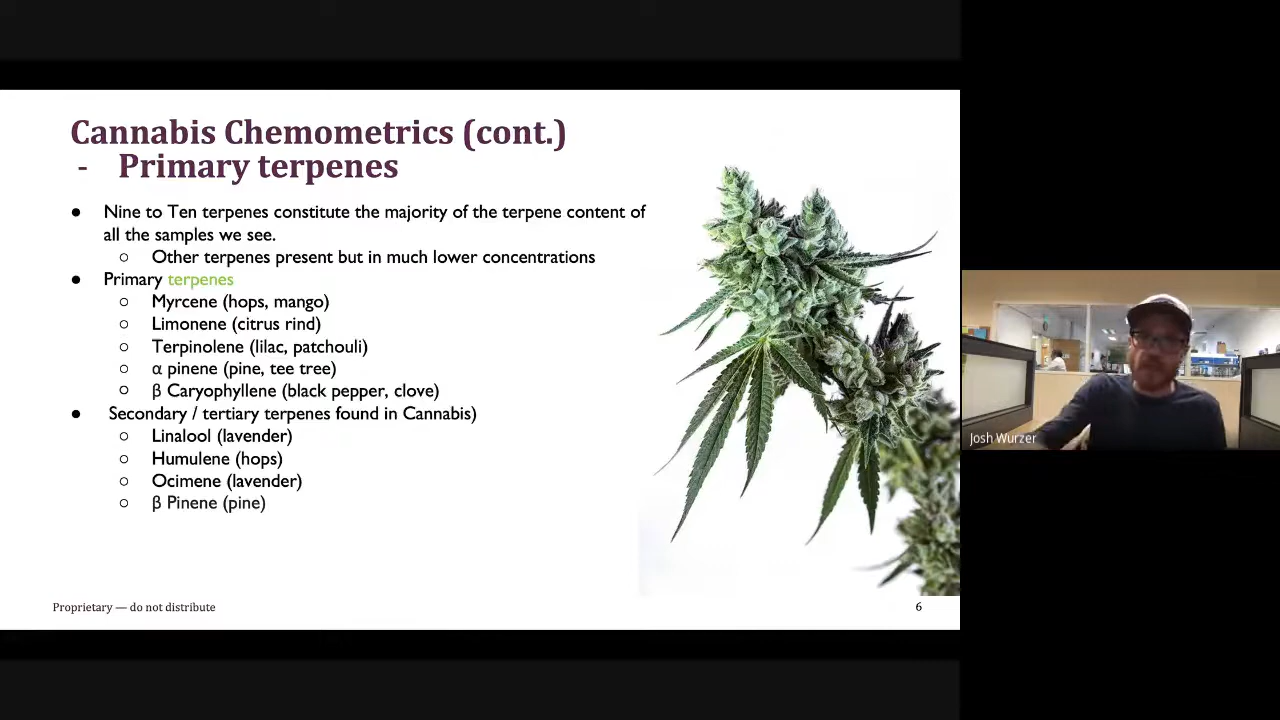 Cannabis Chemometrics (cont.)
- Primary terpenes
● Nine to Ten terpenes constitute the majority of the terpene content of
all the samples we see.
○ Other terpenes present but in much lower concentrations
● Primary terpenes
○ Myrcene (hops, mango)
○ Limonene (citrus rind)
○ Terpinolene (lilac, patchouli)
○ α pinene (pine, tee tree)
○ β Caryophyllene (black pepper, clove)
● Secondary / tertiary terpenes found in Cannabis)
○ Linalool (lavender)
○ Humulene (hops)
○ Ocimene (lavender)
○ β Pinene (pine)
Proprietary — do not distribute
6
Josh Wurzer